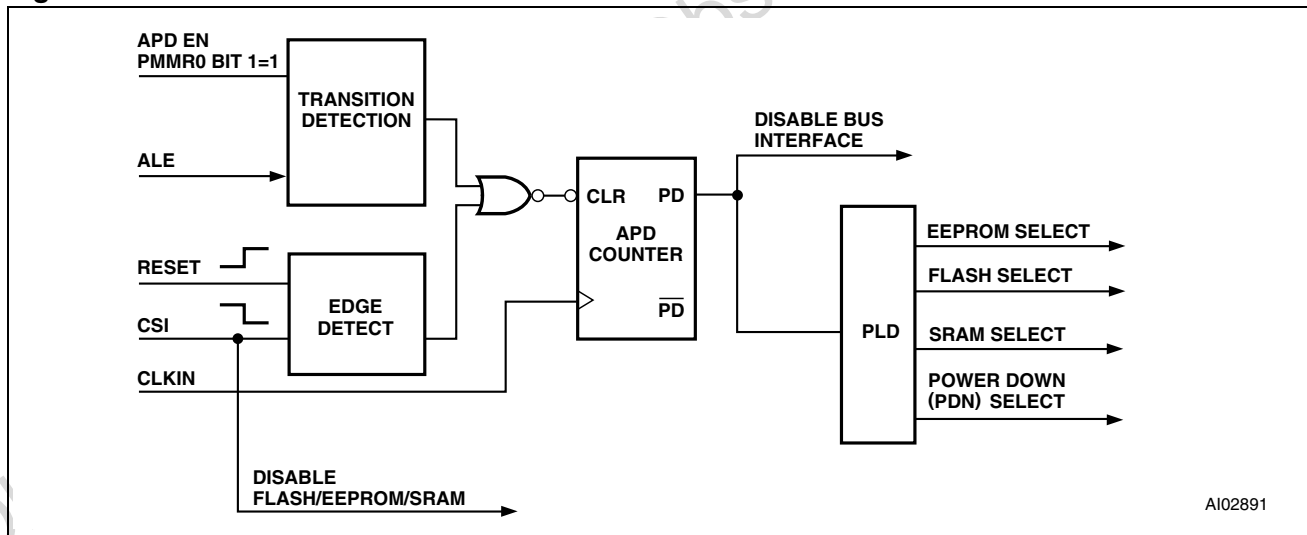 APD EN
PMMR0 BIT 1=1
TRANSITION
DETECTION
ALE
RESET
CSI
EDGE
DETECT
CLKIN
CLR
PD
APD
COUNTER
PD
DISABLE BUS
INTERFACE
PLD
EEPROM SELECT
FLASH SELECT
SRAM SELECT
POWER DOWN
(PDN) SELECT
DISABLE
FLASH/EEPROM/SRAM
AI02891